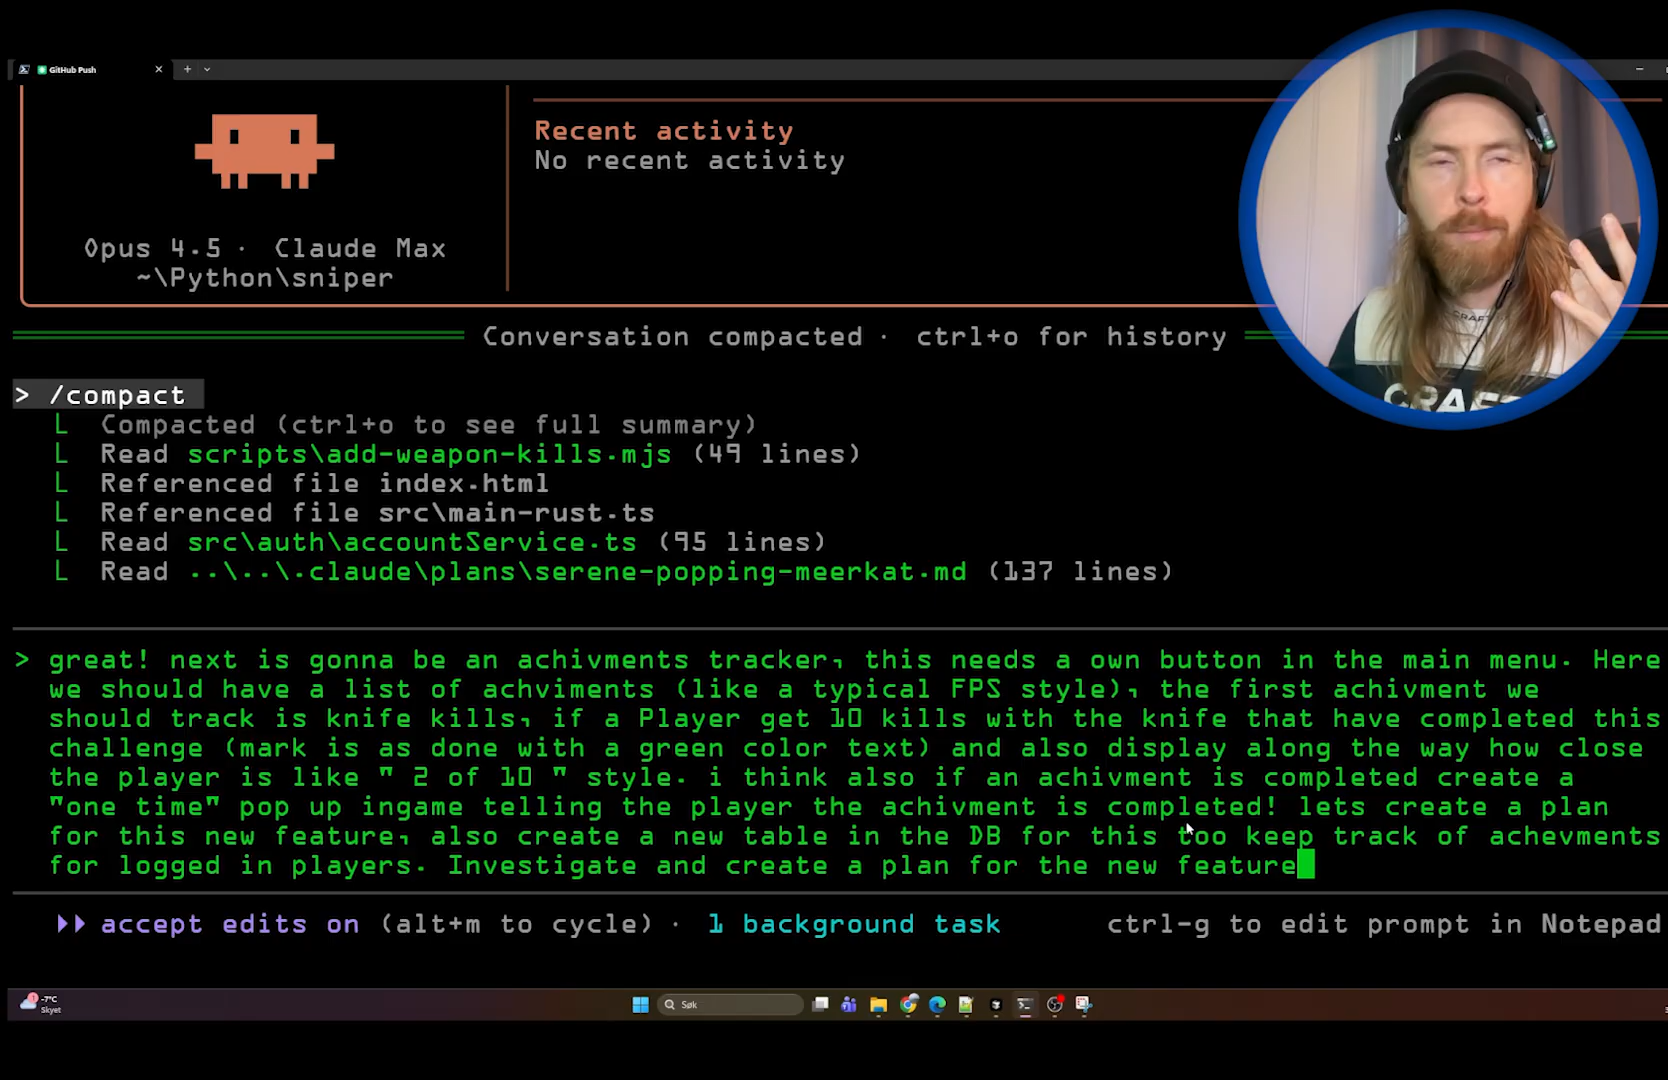 GitHub Push
Recent activity
No recent activity
Opus 4.5 · Claude Max
~\Python\sniper
Conversation compacted · ctrl+o for history
> /compact
Compacted (ctrl+o to see full summary)
Read scripts\add-weapon-kills.mjs (49 lines)
Referenced file index.html
Referenced file src\main-rust.ts
Read src\auth\accountService.ts (95 lines)
Read ..\..\.claude\plans\serene-popping-meerkat.md (137 lines)
> great! next is gonna be an achivments tracker, this needs a own button in the main menu. Here
we should have a list of achviments (like a typical FPS style), the first achivment we
should track is knife kills, if a Player get 10 kills with the knife that have completed this
challenge (mark is as done with a green color text) and also display along the way how close
the player is like " 2 of 10 " style. i think also if an achivment is completed create a
"one time" pop up ingame telling the player the achivment is completed! lets create a plan
for this new feature, also create a new table in the DB for this too keep track of achevments
for logged in players. Investigate and create a plan for the new feature
accept edits on (alt+m to cycle) · 1 background task
ctrl-g to edit prompt in Notepad
CRAFT
CRAFT
-7°C
Skyet
Søk